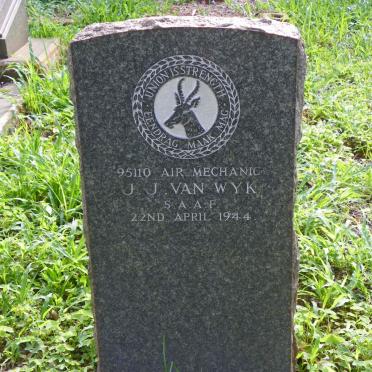 UNION IS STRENGTH
EENDRAG MAAK MAG
95110 AIR MECHANIC
J. J. VAN WYK
S.A.A.F.
22ND APRIL 1944